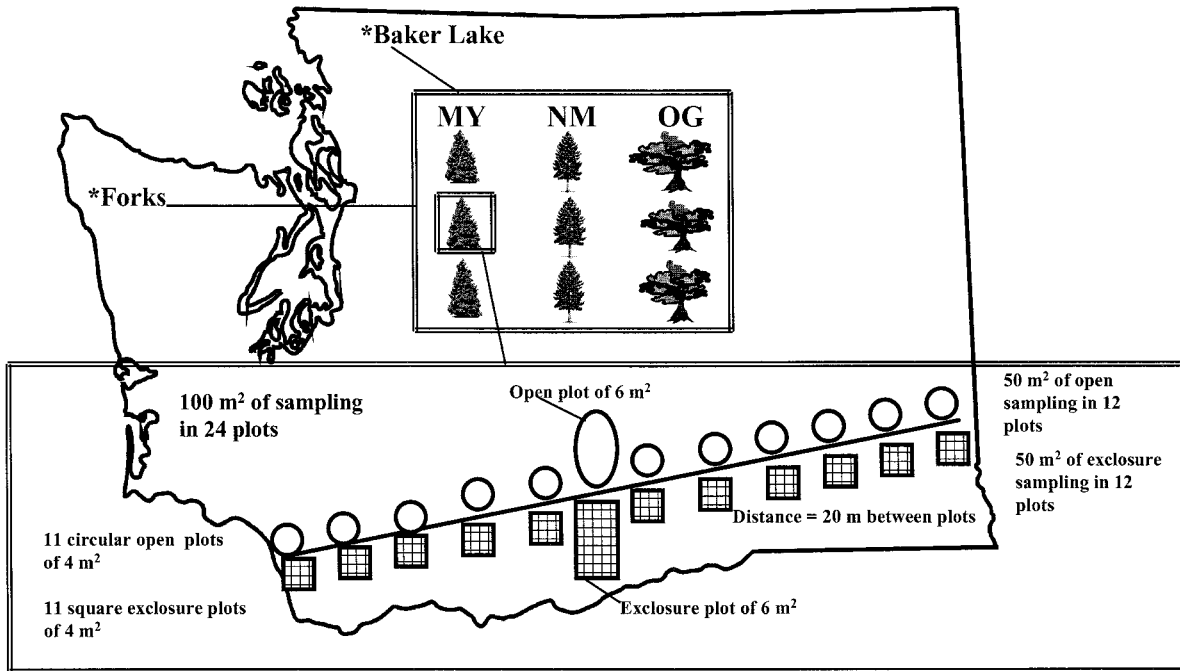 *Baker Lake
MY NM OG
*Forks
100 m² of sampling
in 24 plots
Open plot of 6 m²
50 m² of open
sampling in 12
plots
50 m² of exclosure
sampling in 12
plots
Distance = 20 m between plots
11 circular open plots
of 4 m²
11 square exclosure plots
of 4 m²
Exclosure plot of 6 m²